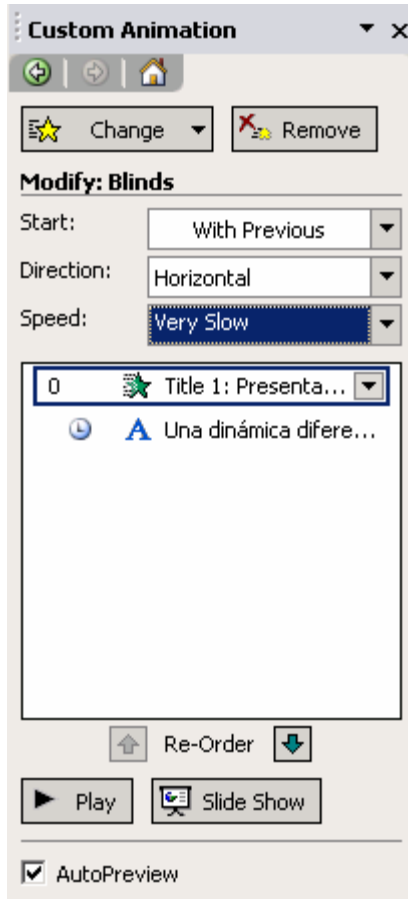 Custom Animation
Change
Remove
Modify: Blinds
Start:
With Previous
Direction:
Horizontal
Speed:
Very Slow
0 Title 1: Presenta...
A Una dinámica difere...
Re-Order
Play
Slide Show
AutoPreview